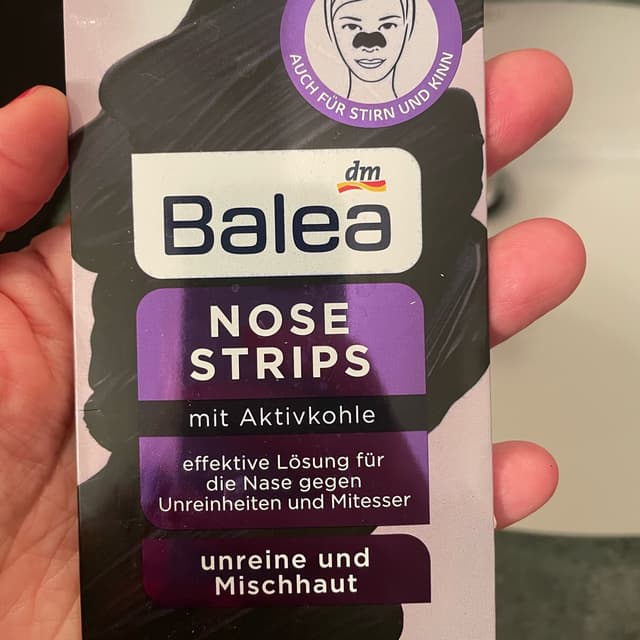 AUCH FÜR STIRN UND KINN
dm
Balea
NOSE
STRIPS
mit Aktivkohle
effektive Lösung für
die Nase gegen
Unreinheiten und Mitesser
unreine und
Mischhaut